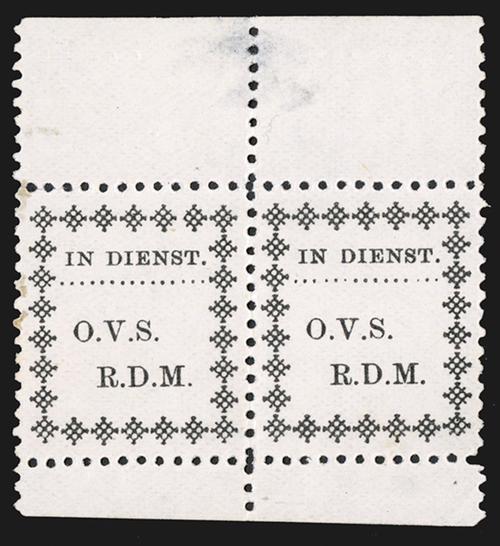 IN DIENST.
O.V.S.
R.D.M.
IN DIENST.
O.V.S.
R.D.M.